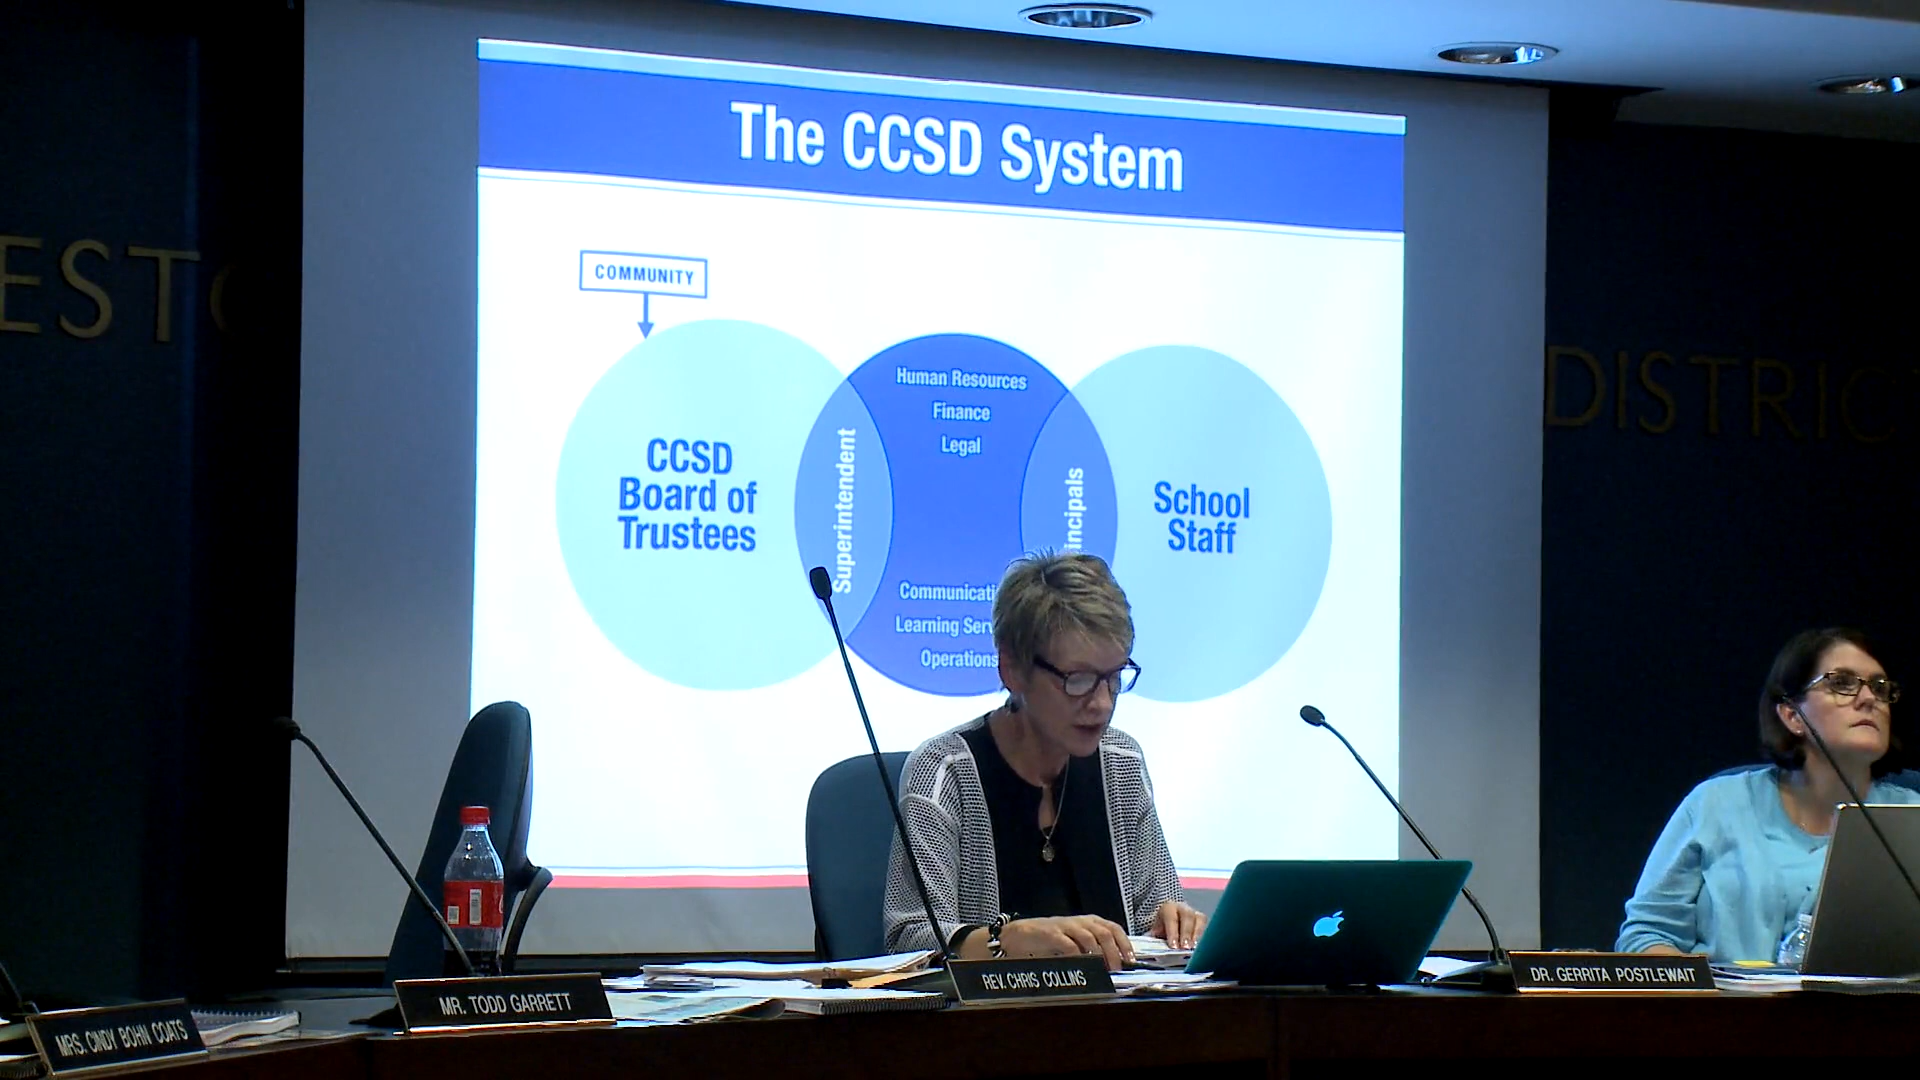 The CCSD System
COMMUNITY
CCSD
Board of
Trustees
Superintendent
Human Resources
Finance
Legal
Operations
School
Staff
EST
DISTRIC
MRS. CINDY BOHN COATS
MR. TODD GARRETT
REV. CHRIS COLLINS
DR. GERRITA POSTLEWAIT